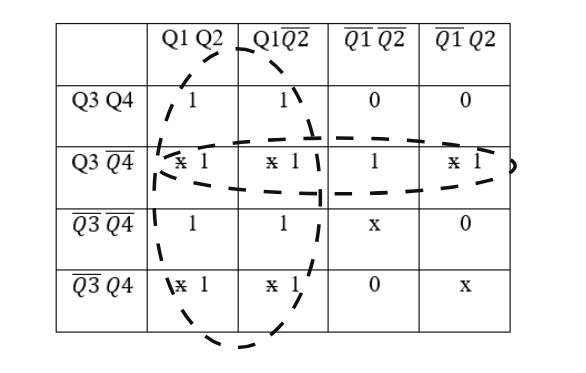 Q1 Q2 Q1Q̅2̅ Q̅1̅ Q̅2̅ Q̅1̅ Q2
Q3 Q4 1 1 0 0
Q3 Q̅4̅ x̶ 1 x̶ 1 1 x̶ 1
Q̅3̅ Q̅4̅ 1 1 x 0
Q̅3̅ Q4 x̶ 1 x̶ 1 0 x